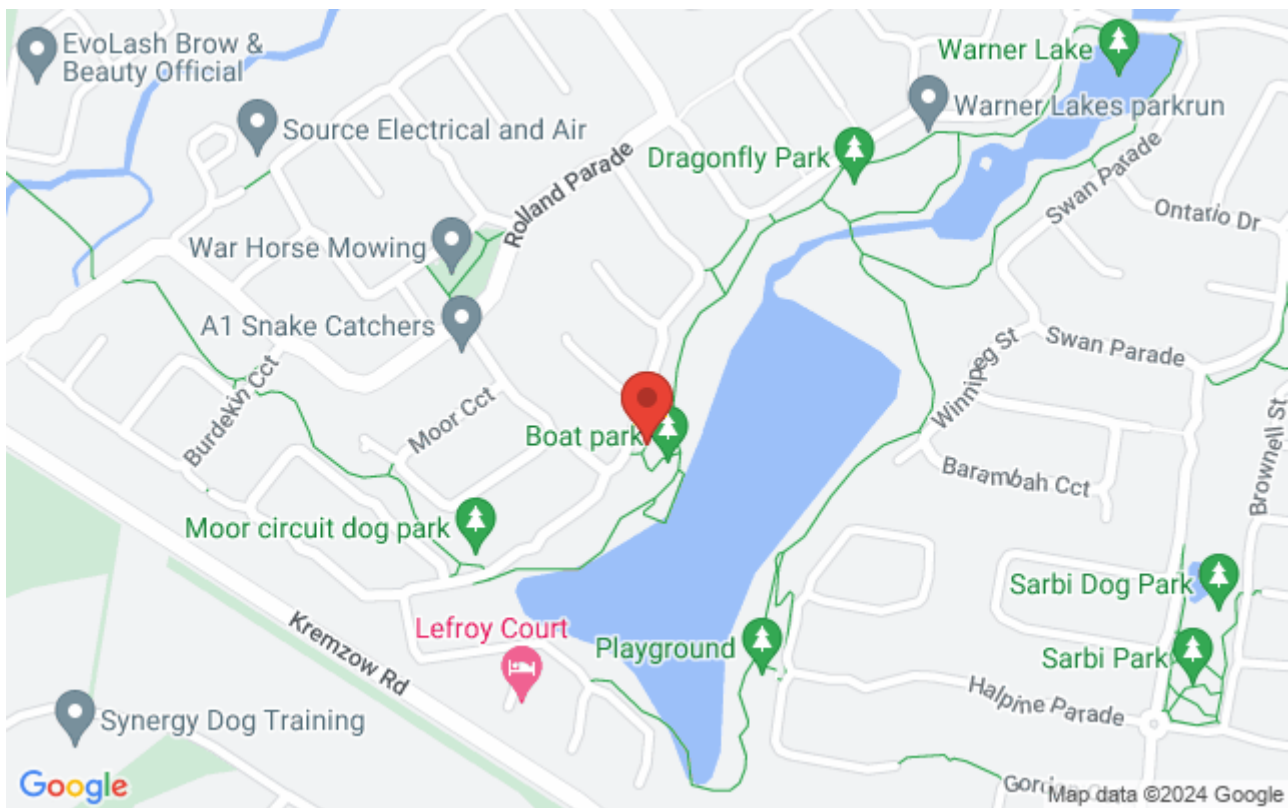 EvoLash Brow &
Beauty Official
Source Electrical and Air
Warner Lake
Warner Lakes parkrun
Dragonfly Park
Rolland Parade
Swan Parade
Ontario Dr
War Horse Mowing
A1 Snake Catchers
Burdekin Cct
Moor Cct
Boat park
Winnipeg St
Swan Parade
Brownell St
Barambah Cct
Moor circuit dog park
Sarbi Dog Park
Lefroy Court
Kremzow Rd
Playground
Sarbi Park
Halpine Parade
Synergy Dog Training
Google
Map data ©2024 Google